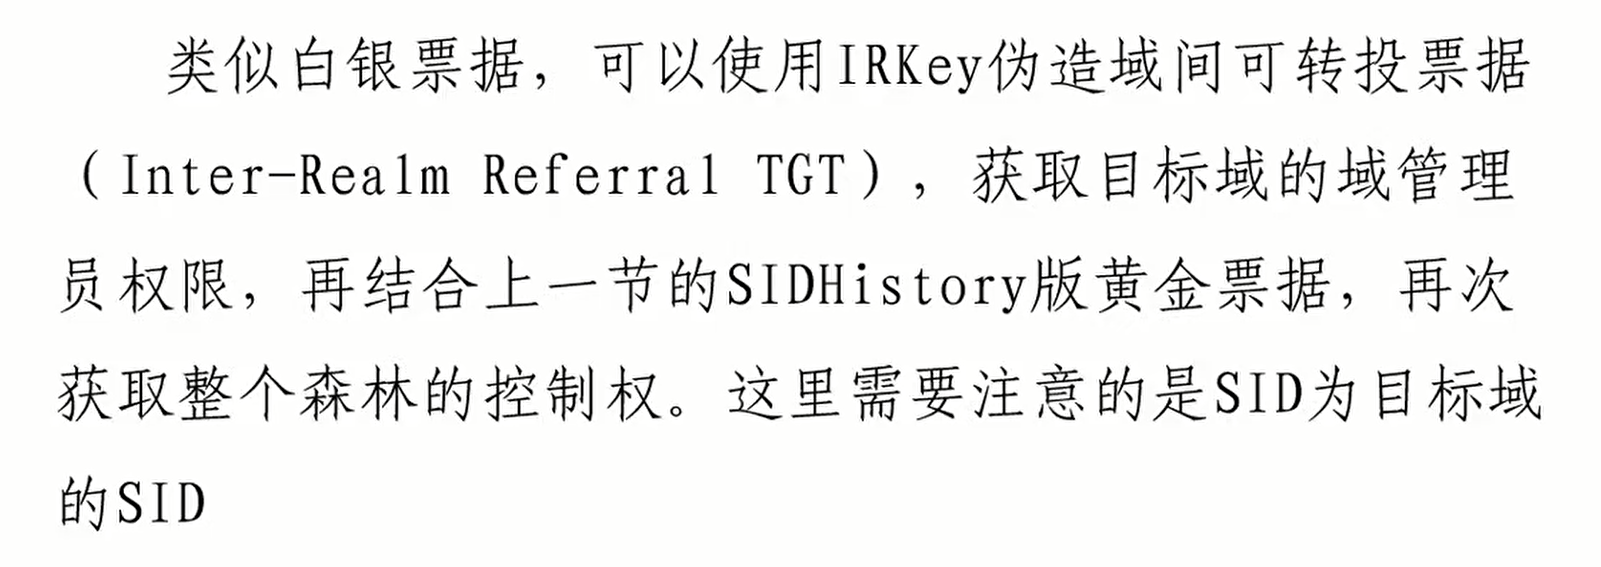 类似白银票据，可以使用IRKey伪造域间可转投票据
（Inter-Realm Referral TGT），获取目标域的域管理
员权限，再结合上一节的SIDHistory版黄金票据，再次
获取整个森林的控制权。这里需要注意的是SID为目标域
的SID